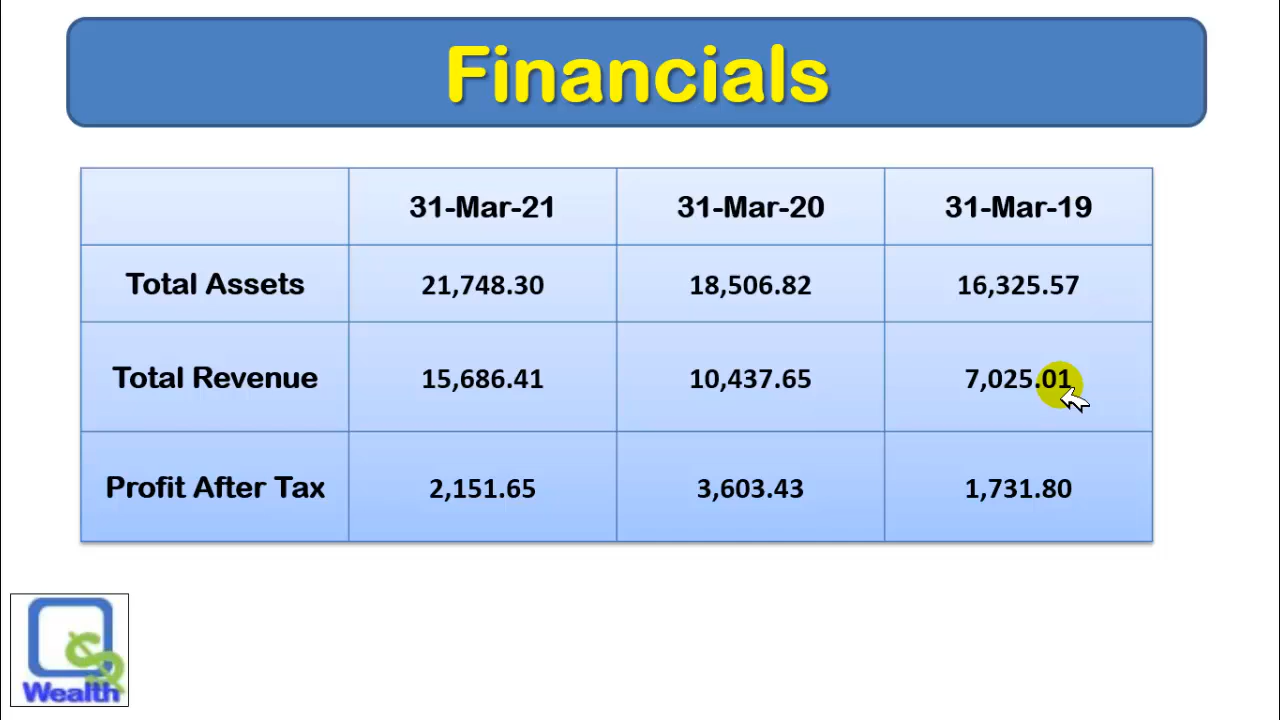 Financials
31-Mar-21 31-Mar-20 31-Mar-19
Total Assets 21,748.30 18,506.82 16,325.57
Total Revenue 15,686.41 10,437.65 7,025.01
Profit After Tax 2,151.65 3,603.43 1,731.80
Wealth